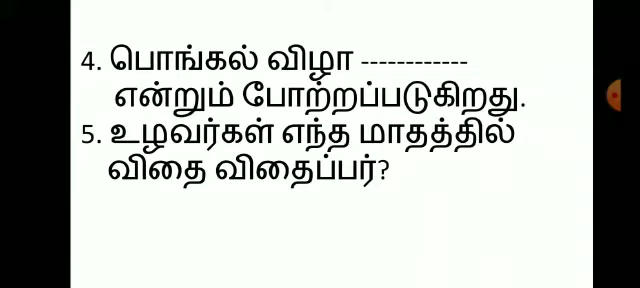 4. பொங்கல் விழா ------------
என்றும் போற்றப்படுகிறது.
5. உழவர்கள் எந்த மாதத்தில்
விதை விதைப்பர்?